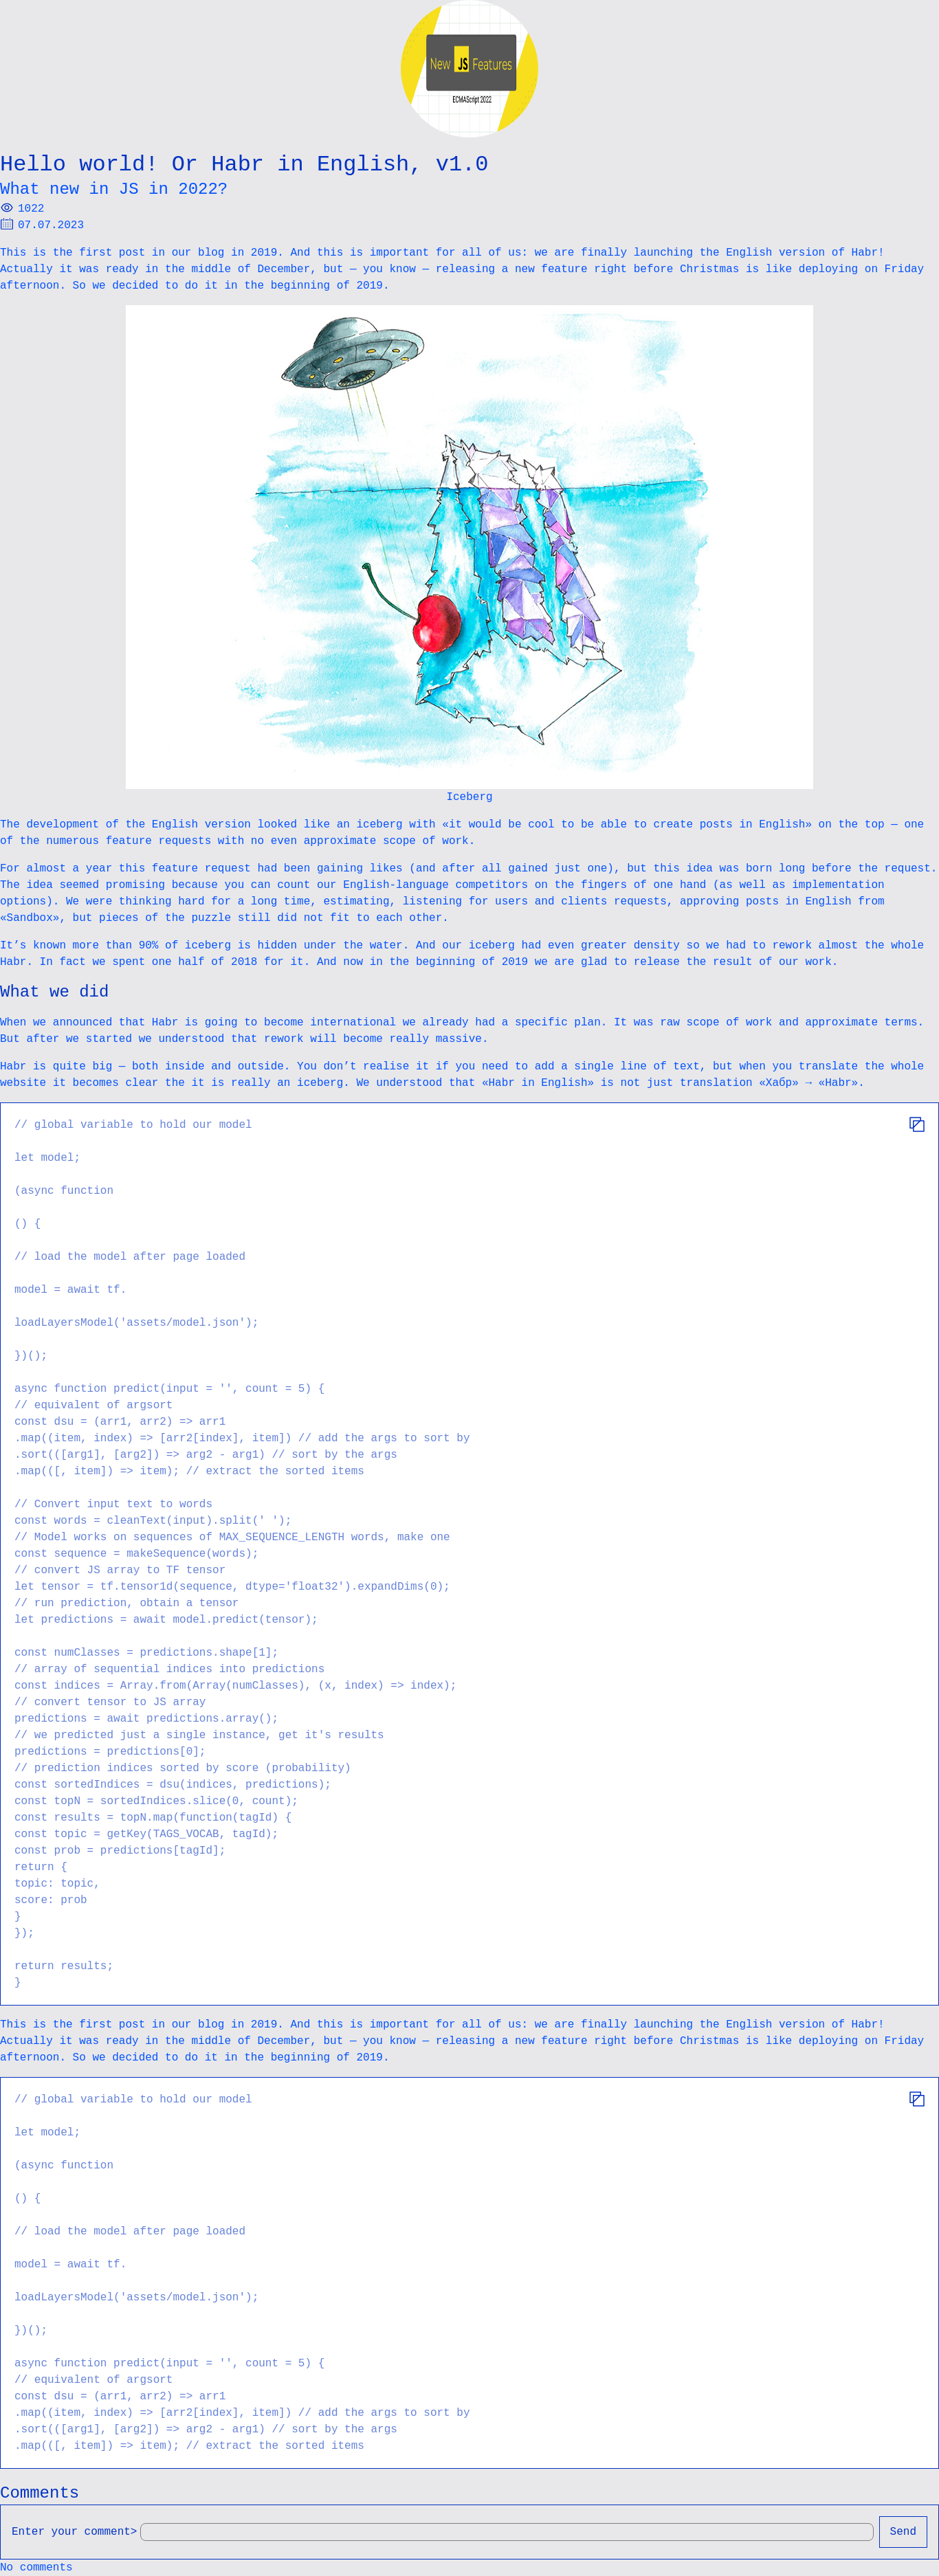 New JS Features
ECMAScript 2022
Hello world! Or Habr in English, v1.0
What new in JS in 2022?
1022
07.07.2023
This is the first post in our blog in 2019. And this is important for all of us: we are finally launching the English version of Habr!
Actually it was ready in the middle of December, but — you know — releasing a new feature right before Christmas is like deploying on Friday
afternoon. So we decided to do it in the beginning of 2019.
Iceberg
The development of the English version looked like an iceberg with «it would be cool to be able to create posts in English» on the top — one
of the numerous feature requests with no even approximate scope of work.
For almost a year this feature request had been gaining likes (and after all gained just one), but this idea was born long before the request.
The idea seemed promising because you can count our English-language competitors on the fingers of one hand (as well as implementation
options). We were thinking hard for a long time, estimating, listening for users and clients requests, approving posts in English from
«Sandbox», but pieces of the puzzle still did not fit to each other.
It’s known more than 90% of iceberg is hidden under the water. And our iceberg had even greater density so we had to rework almost the whole
Habr. In fact we spent one half of 2018 for it. And now in the beginning of 2019 we are glad to release the result of our work.
What we did
When we announced that Habr is going to become international we already had a specific plan. It was raw scope of work and approximate terms.
But after we started we understood that rework will become really massive.
Habr is quite big — both inside and outside. You don’t realise it if you need to add a single line of text, but when you translate the whole
website it becomes clear the it is really an iceberg. We understood that «Habr in English» is not just translation «Хабр» → «Habr».
// global variable to hold our model
let model;
(async function
() {
// load the model after page loaded
model = await tf.
loadLayersModel('assets/model.json');
})();
async function predict(input = '', count = 5) {
// equivalent of argsort
const dsu = (arr1, arr2) => arr1
.map((item, index) => [arr2[index], item]) // add the args to sort by
.sort(([arg1], [arg2]) => arg2 - arg1) // sort by the args
.map(([, item]) => item); // extract the sorted items
// Convert input text to words
const words = cleanText(input).split(' ');
// Model works on sequences of MAX_SEQUENCE_LENGTH words, make one
const sequence = makeSequence(words);
// convert JS array to TF tensor
let tensor = tf.tensor1d(sequence, dtype='float32').expandDims(0);
// run prediction, obtain a tensor
let predictions = await model.predict(tensor);
const numClasses = predictions.shape[1];
// array of sequential indices into predictions
const indices = Array.from(Array(numClasses), (x, index) => index);
// convert tensor to JS array
predictions = await predictions.array();
// we predicted just a single instance, get it's results
predictions = predictions[0];
// prediction indices sorted by score (probability)
const sortedIndices = dsu(indices, predictions);
const topN = sortedIndices.slice(0, count);
const results = topN.map(function(tagId) {
const topic = getKey(TAGS_VOCAB, tagId);
const prob = predictions[tagId];
return {
topic: topic,
score: prob
}
});
return results;
}
This is the first post in our blog in 2019. And this is important for all of us: we are finally launching the English version of Habr!
Actually it was ready in the middle of December, but — you know — releasing a new feature right before Christmas is like deploying on Friday
afternoon. So we decided to do it in the beginning of 2019.
// global variable to hold our model
let model;
(async function
() {
// load the model after page loaded
model = await tf.
loadLayersModel('assets/model.json');
})();
async function predict(input = '', count = 5) {
// equivalent of argsort
const dsu = (arr1, arr2) => arr1
.map((item, index) => [arr2[index], item]) // add the args to sort by
.sort(([arg1], [arg2]) => arg2 - arg1) // sort by the args
.map(([, item]) => item); // extract the sorted items
Comments
Enter your comment> Send
No comments